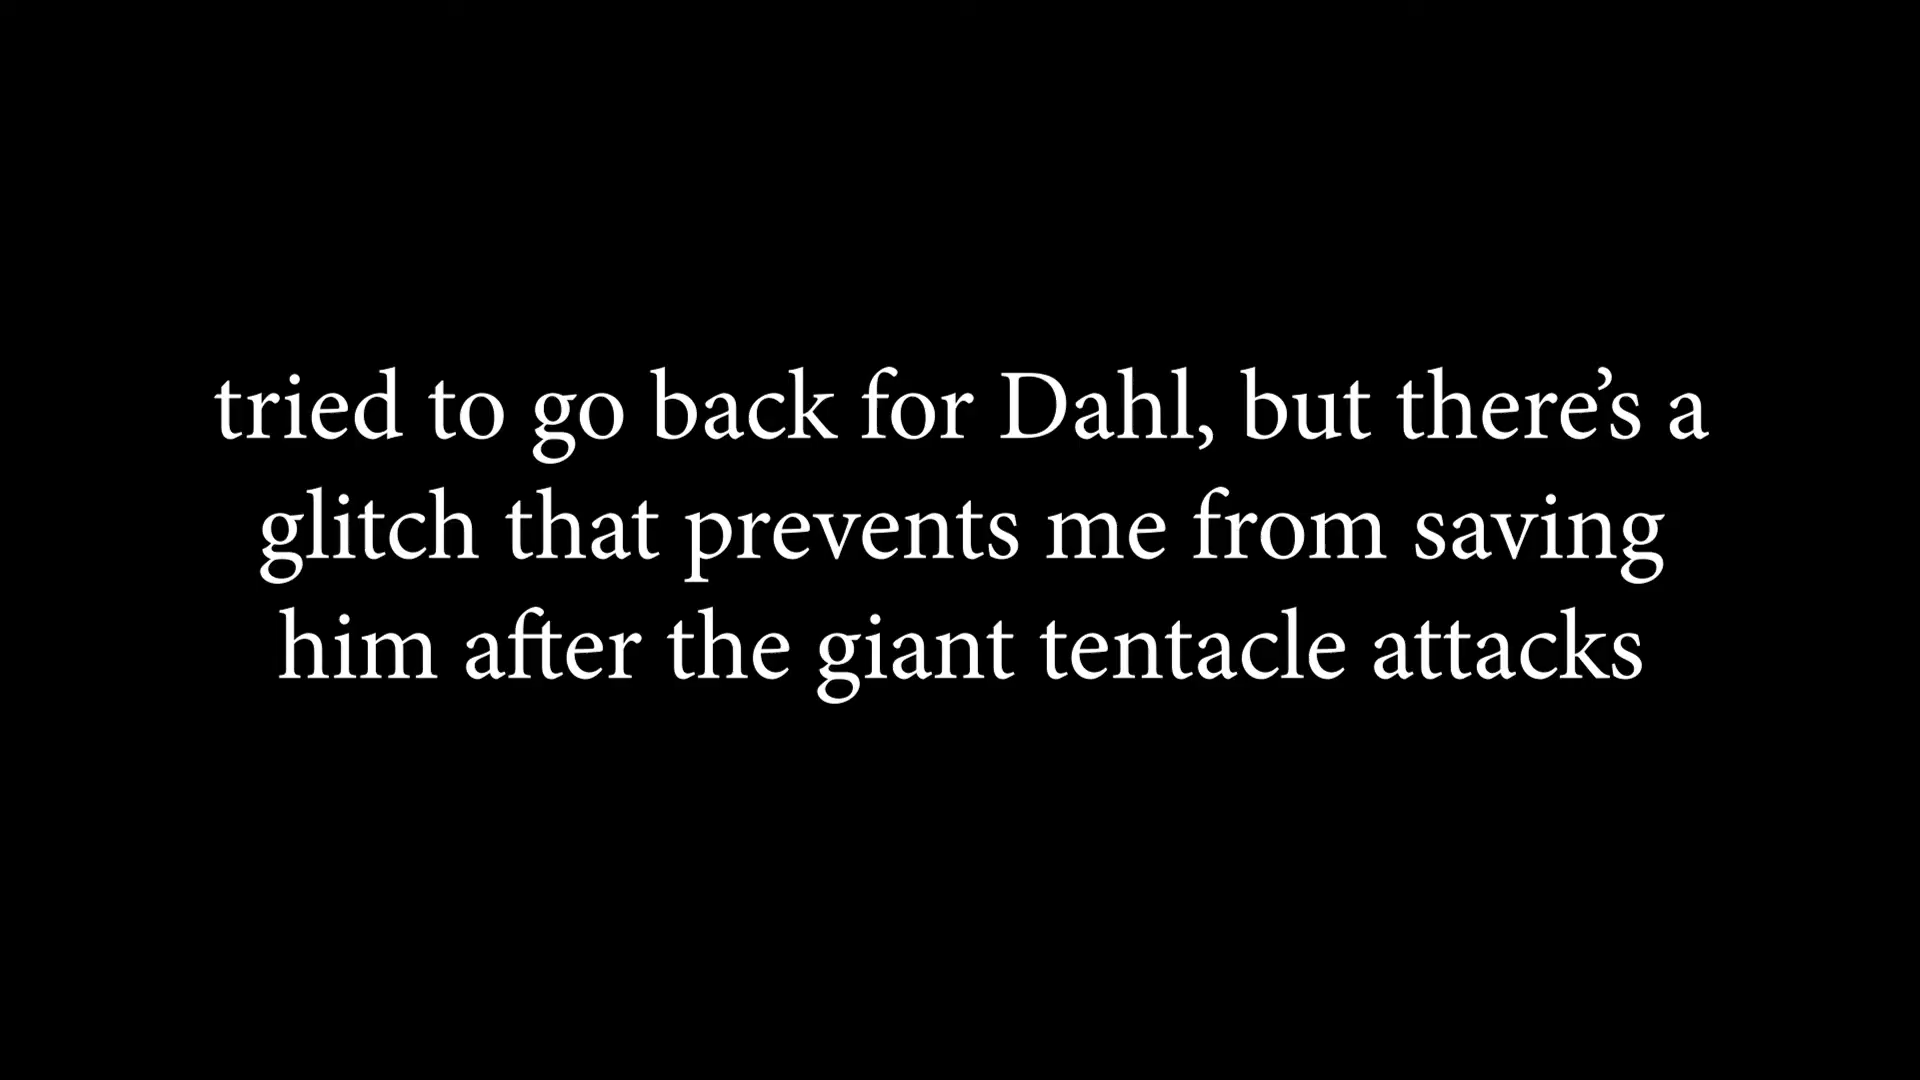 tried to go back for Dahl, but there’s a
glitch that prevents me from saving
him after the giant tentacle attacks